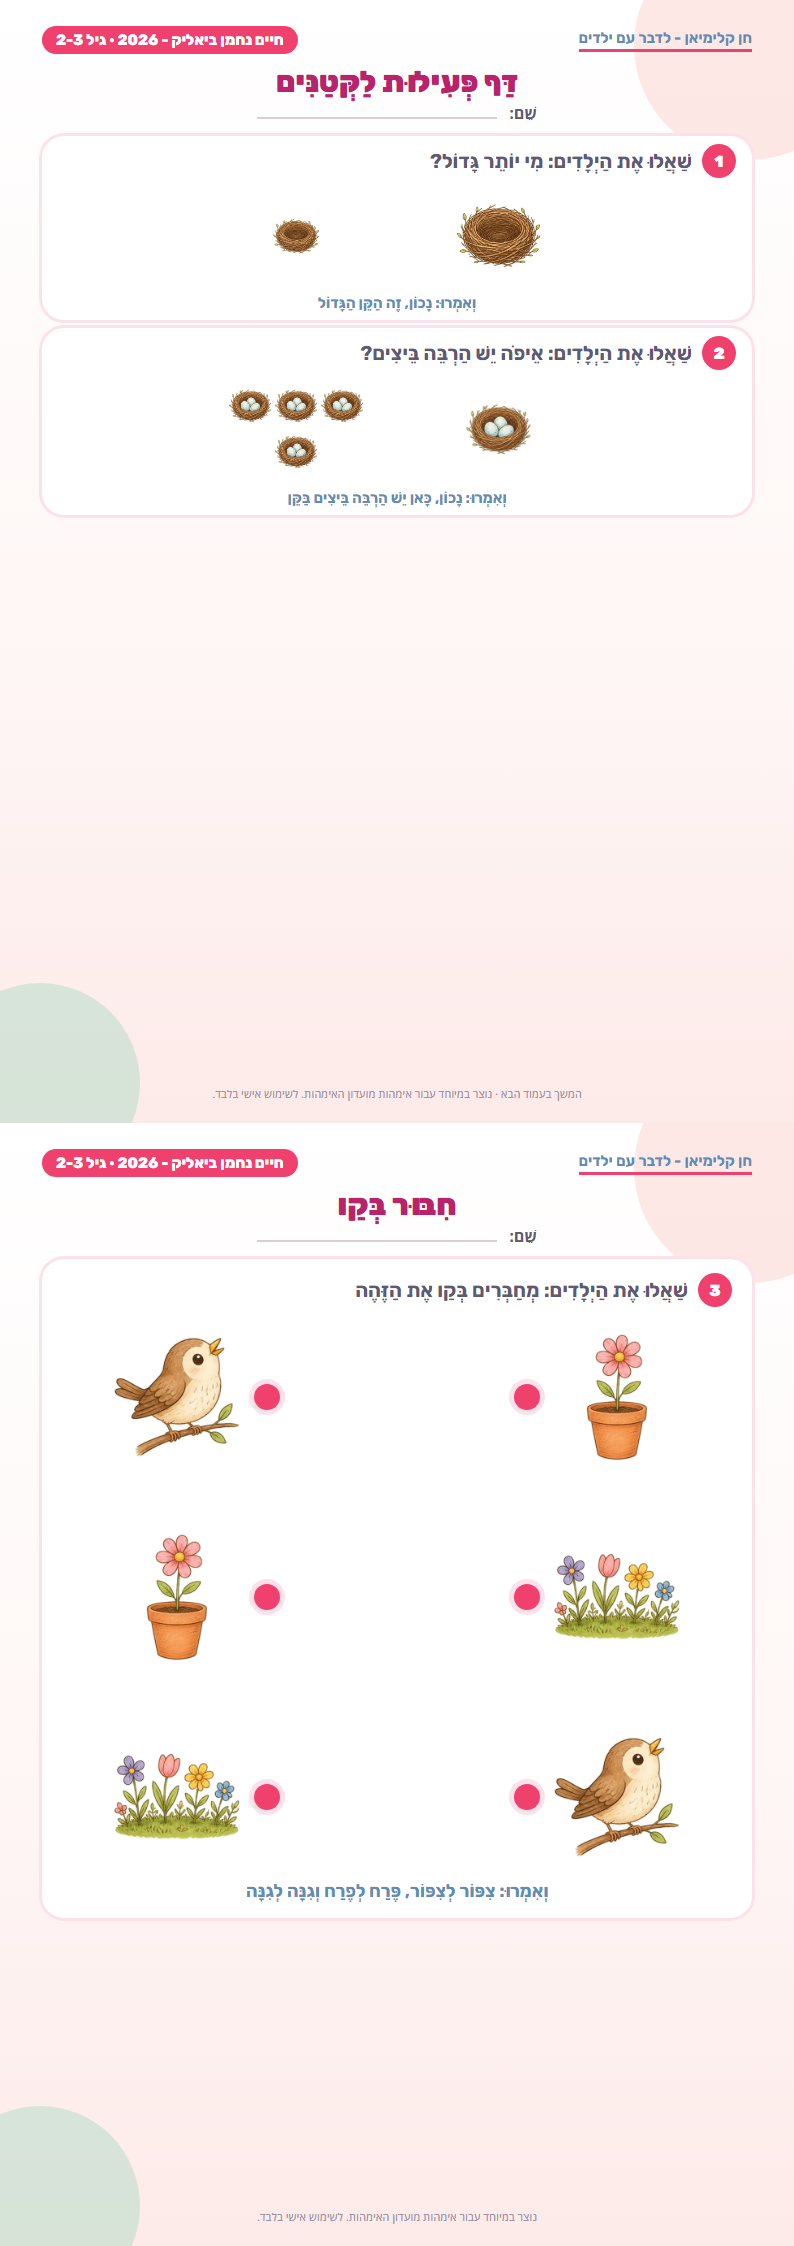 חן קלימיאן - לדבר עם ילדים
חיים נחמן ביאליק - 2026 • גיל 2-3
דַּף פְּעִילוּת לַקְּטַנִּים
שֵׁם:
1 שַׁאֲלוּ אֶת הַיְלָדִים: מִי יוֹתֵר גָּדוֹל?
וְאִמְרוּ: נָכוֹן, זֶה הַקֵּן הַגָּדוֹל
2 שַׁאֲלוּ אֶת הַיְלָדִים: אֵיפֹה יֵשׁ הַרְבֵּה בֵּיצִים?
וְאִמְרוּ: נָכוֹן, כָּאן יֵשׁ הַרְבֵּה בֵּיצִים בַּקֵּן
המשך בעמוד הבא · נוצר במיוחד עבור אימהות מועדון האימהות. לשימוש אישי בלבד.
חן קלימיאן - לדבר עם ילדים
חיים נחמן ביאליק - 2026 • גיל 2-3
חִבּוּר בְּקַו
שֵׁם:
3 שַׁאֲלוּ אֶת הַיְלָדִים: מְחַבְּרִים בְּקַו אֶת הַזֶּהֶה
וְאִמְרוּ: צִפּוֹר לְצִפּוֹר, פֶּרַח לְפֶרַח וְגִנָּה לְגִנָּה
נוצר במיוחד עבור אימהות מועדון האימהות. לשימוש אישי בלבד.